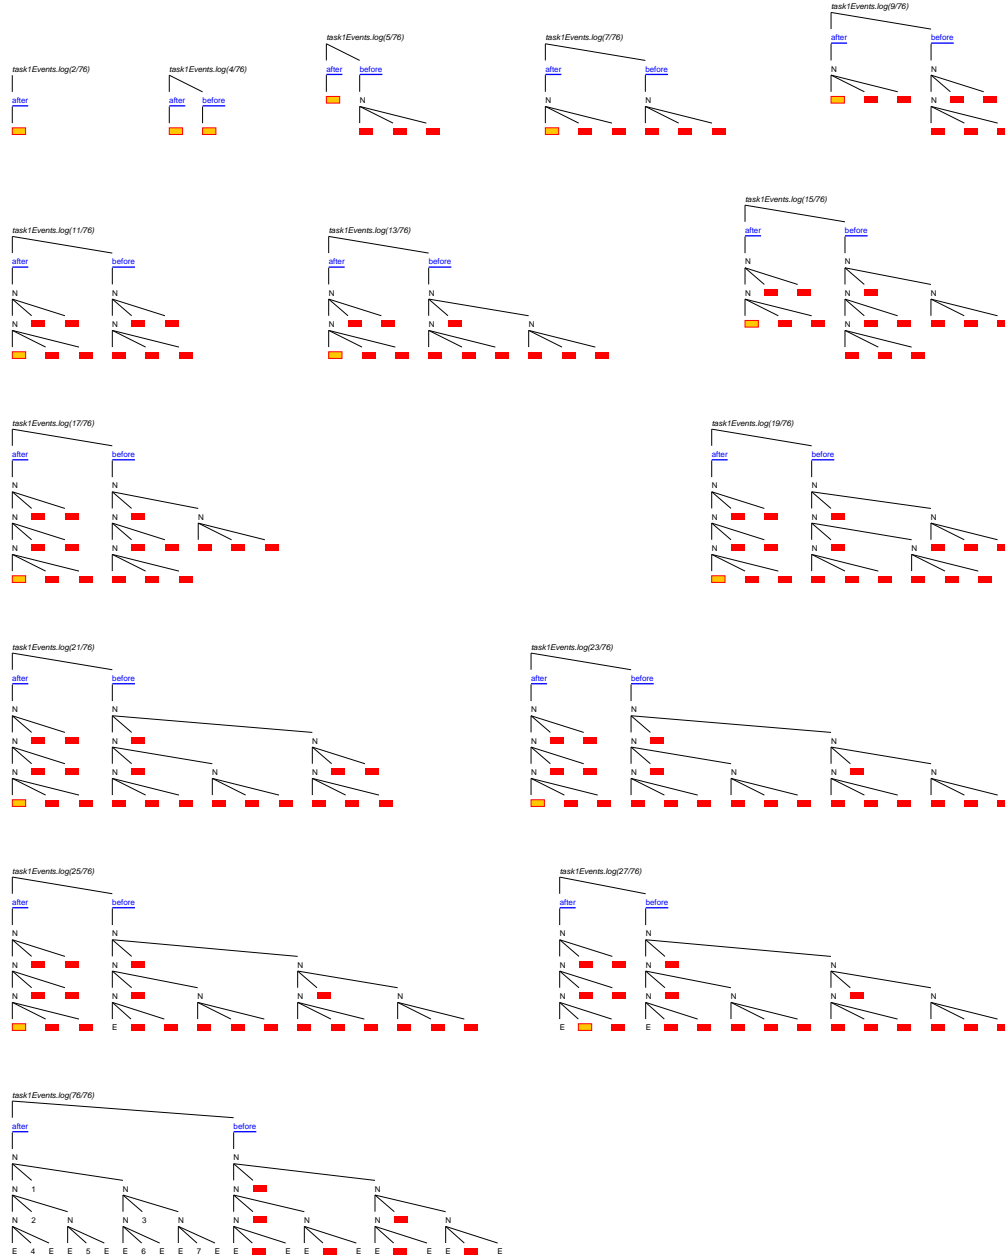 task1Events.log(2/76)
after
task1Events.log(4/76)
after before
task1Events.log(5/76)
after before
N
task1Events.log(7/76)
after before
N N
task1Events.log(9/76)
after before
N N
N
task1Events.log(11/76)
after before
N N
N N
task1Events.log(13/76)
after before
N N
N N N
task1Events.log(15/76)
after before
N N
N N N
N
task1Events.log(17/76)
after before
N N
N N N
N N
task1Events.log(19/76)
after before
N N
N N N
N N N
task1Events.log(21/76)
after before
N N
N N N
N N N N
task1Events.log(23/76)
after before
N N
N N N
N N N N N
task1Events.log(25/76)
after before
N N
N N N
N N N N N
E
task1Events.log(27/76)
after before
N N
N N N
N N N N N
E E
task1Events.log(76/76)
after before
N N
N 1 N N N
N 2 N N 3 N N N N N
E 4 E E 5 E E 6 E E 7 E E E E E E E E E